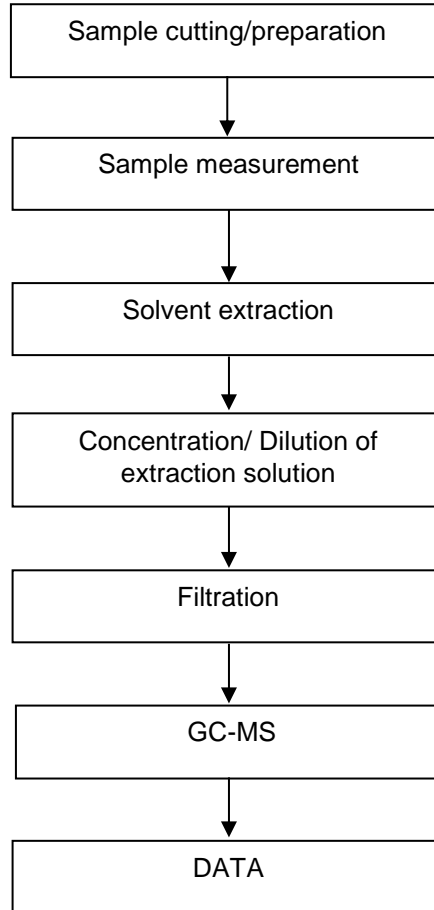 Sample cutting/preparation
Sample measurement
Solvent extraction
Concentration/ Dilution of
extraction solution
Filtration
GC-MS
DATA